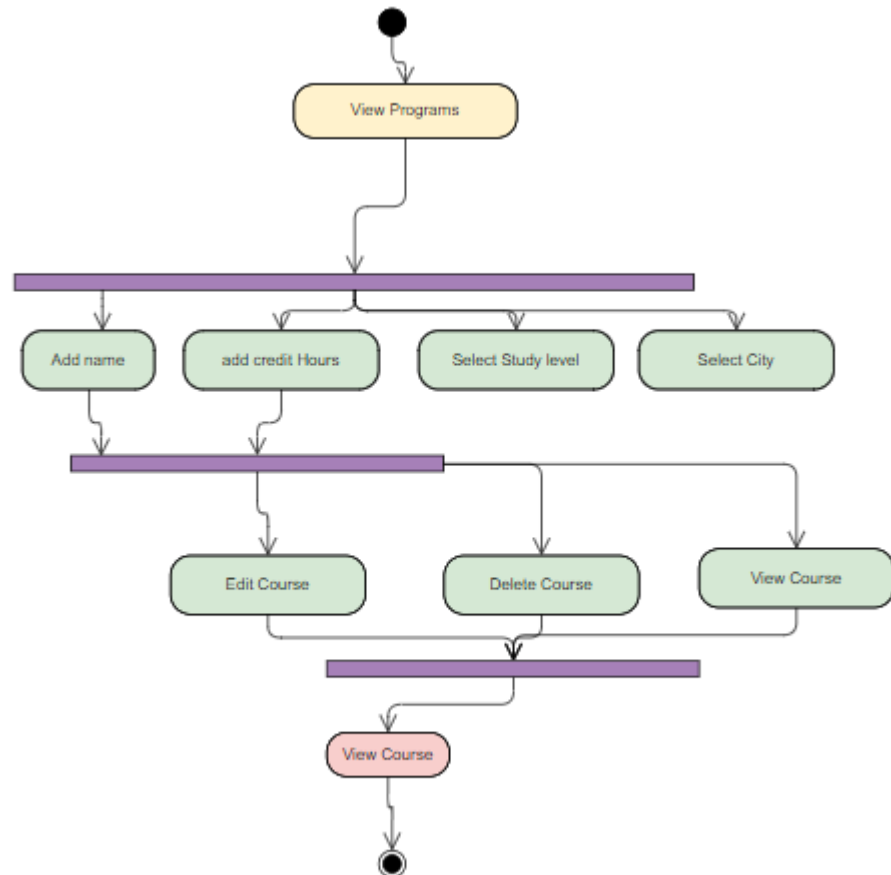 View Programs
Add name
add credit Hours
Select Study level
Select City
Edit Course
Delete Course
View Course
View Course